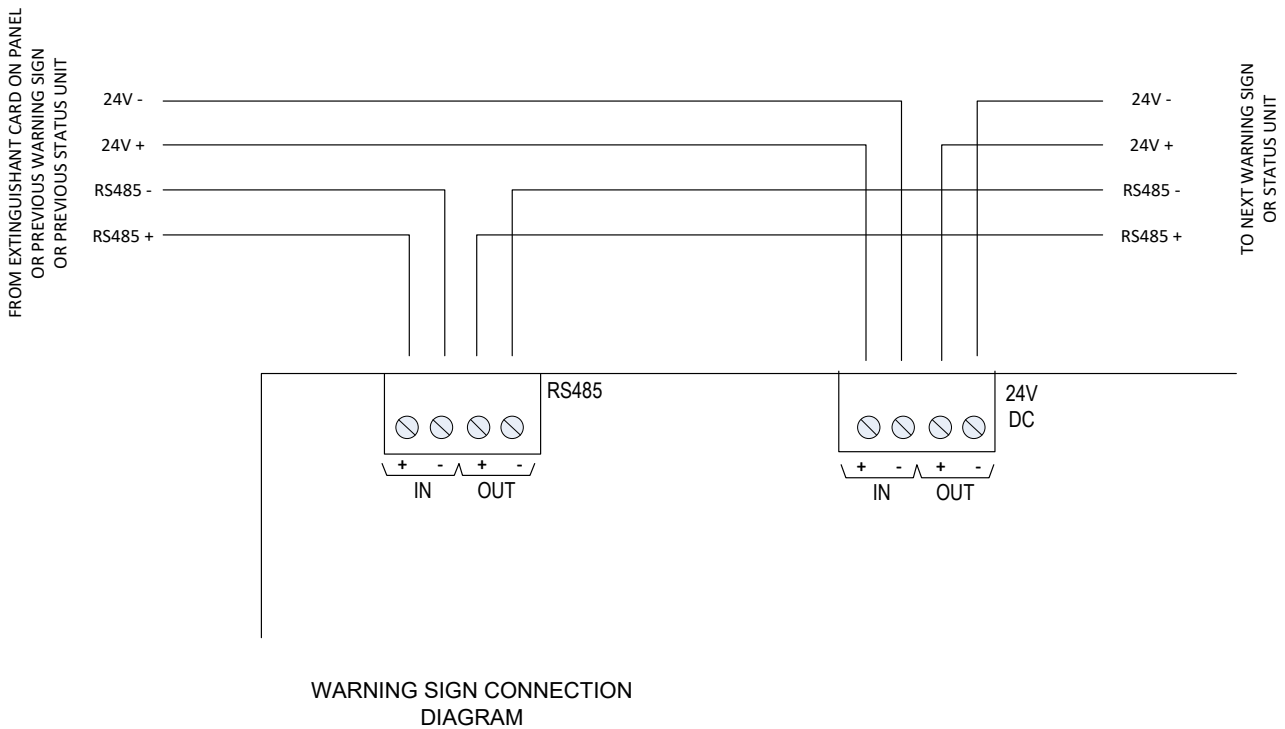 FROM EXTINGUISHANT CARD ON PANEL
OR PREVIOUS WARNING SIGN
OR PREVIOUS STATUS UNIT
24V -
24V +
RS485 -
RS485 +
24V -
24V +
RS485 -
RS485 +
TO NEXT WARNING SIGN
OR STATUS UNIT
RS485
+ - + -
IN OUT
24V
DC
+ - + -
IN OUT
WARNING SIGN CONNECTION
DIAGRAM